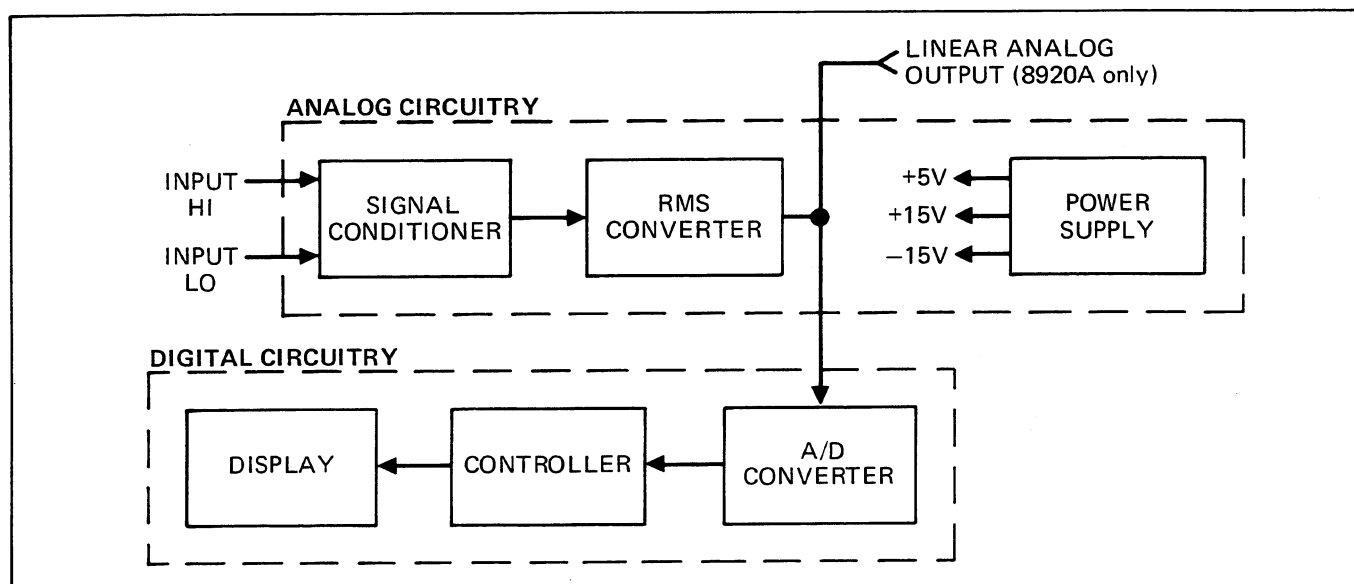 LINEAR ANALOG
OUTPUT (8920A only)
ANALOG CIRCUITRY
INPUT
HI
INPUT
LO
SIGNAL
CONDITIONER
RMS
CONVERTER
+5V
+15V
−15V
POWER
SUPPLY
DIGITAL CIRCUITRY
DISPLAY
CONTROLLER
A/D
CONVERTER